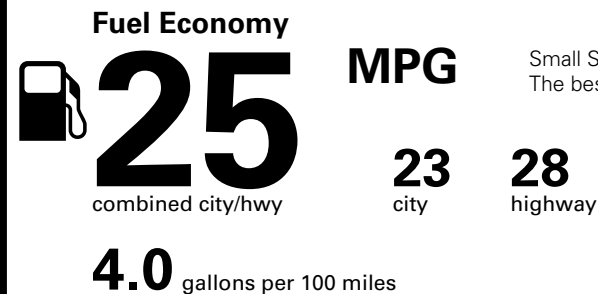 Fuel Economy
25 MPG
Small S
The bes
23 28
city highway
combined city/hwy
4.0 gallons per 100 miles